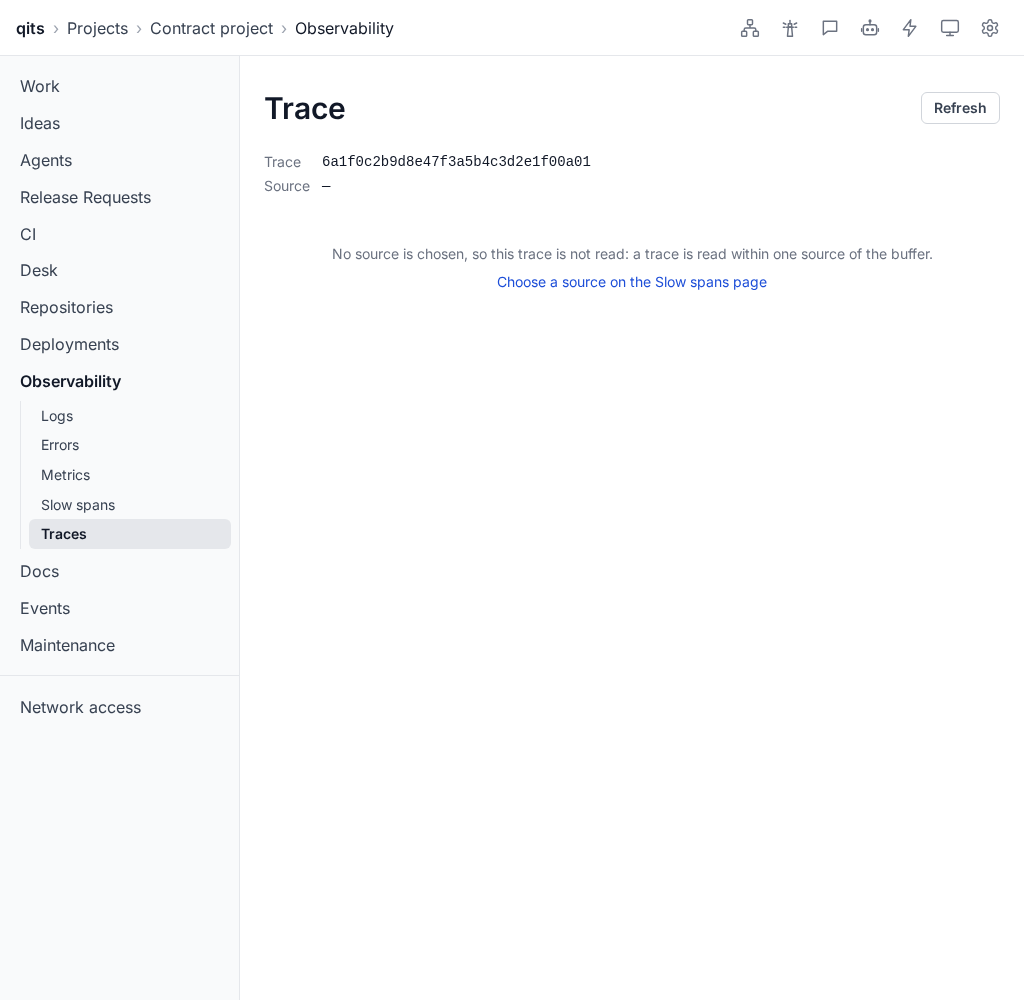 qits › Projects › Contract project › Observability
Work
Ideas
Agents
Release Requests
CI
Desk
Repositories
Deployments
Observability
Logs
Errors
Metrics
Slow spans
Traces
Docs
Events
Maintenance
Network access
Trace
Refresh
Trace 6a1f0c2b9d8e47f3a5b4c3d2e1f00a01
Source —
No source is chosen, so this trace is not read: a trace is read within one source of the buffer.
Choose a source on the Slow spans page